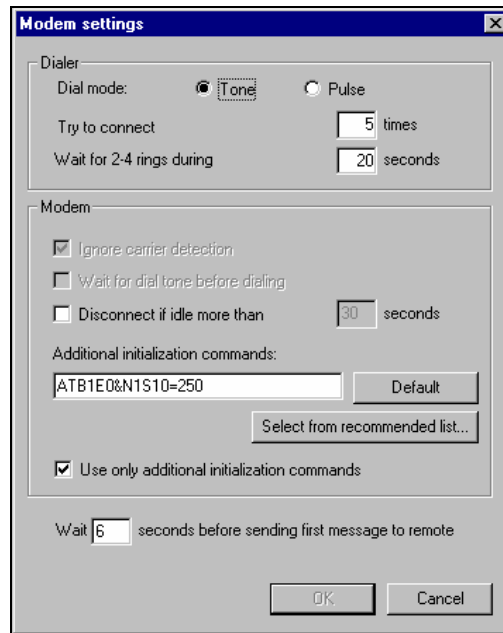 Modem settings
Dialer
Dial mode: Tone Pulse
Try to connect 5 times
Wait for 2-4 rings during 20 seconds
Modem
Ignore carrier detection
Wait for dial tone before dialing
Disconnect if idle more than 30 seconds
Additional initialization commands:
ATB1E0&N1S10=250 Default
Select from recommended list...
Use only additional initialization commands
Wait 6 seconds before sending first message to remote
OK Cancel